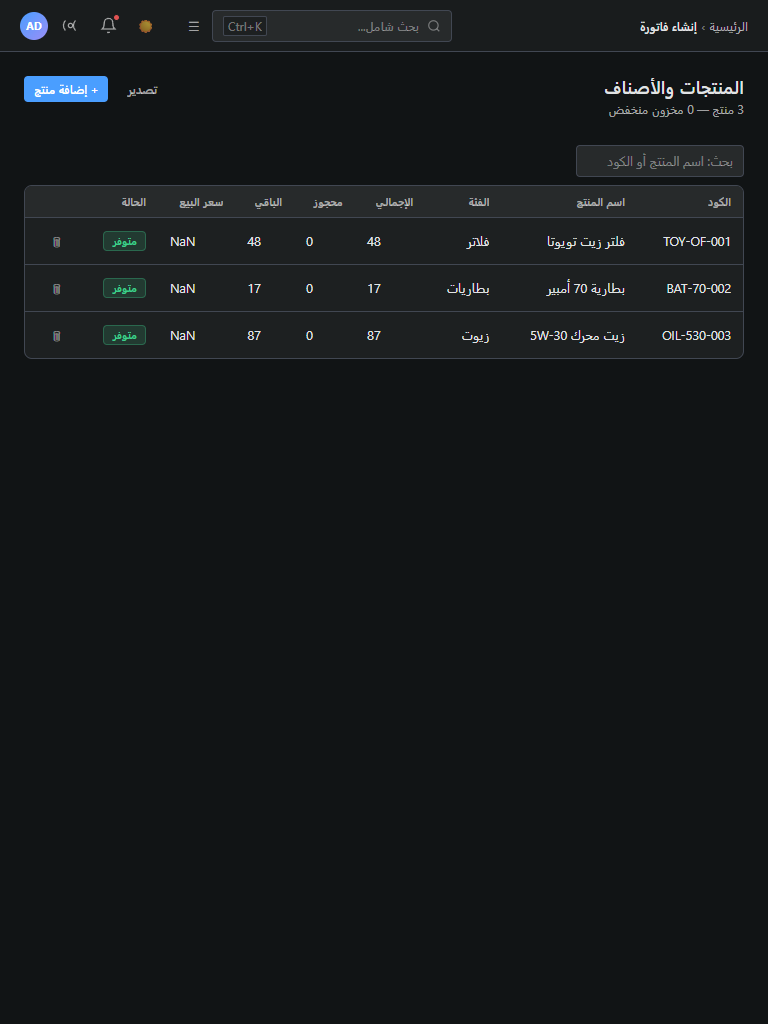 الرئيسية › إنشاء فاتورة
بحث شامل... Ctrl+K
AD
المنتجات والأصناف
3 منتج — 0 مخزون منخفض
تصدير
+ إضافة منتج
بحث: اسم المنتج أو الكود
الكود اسم المنتج الفئة الإجمالي محجوز الباقي سعر البيع الحالة
TOY-OF-001 فلتر زيت تويوتا فلاتر 48 0 48 NaN متوفر
BAT-70-002 بطارية 70 أمبير بطاريات 17 0 17 NaN متوفر
OIL-530-003 زيت محرك 5W-30 زيوت 87 0 87 NaN متوفر